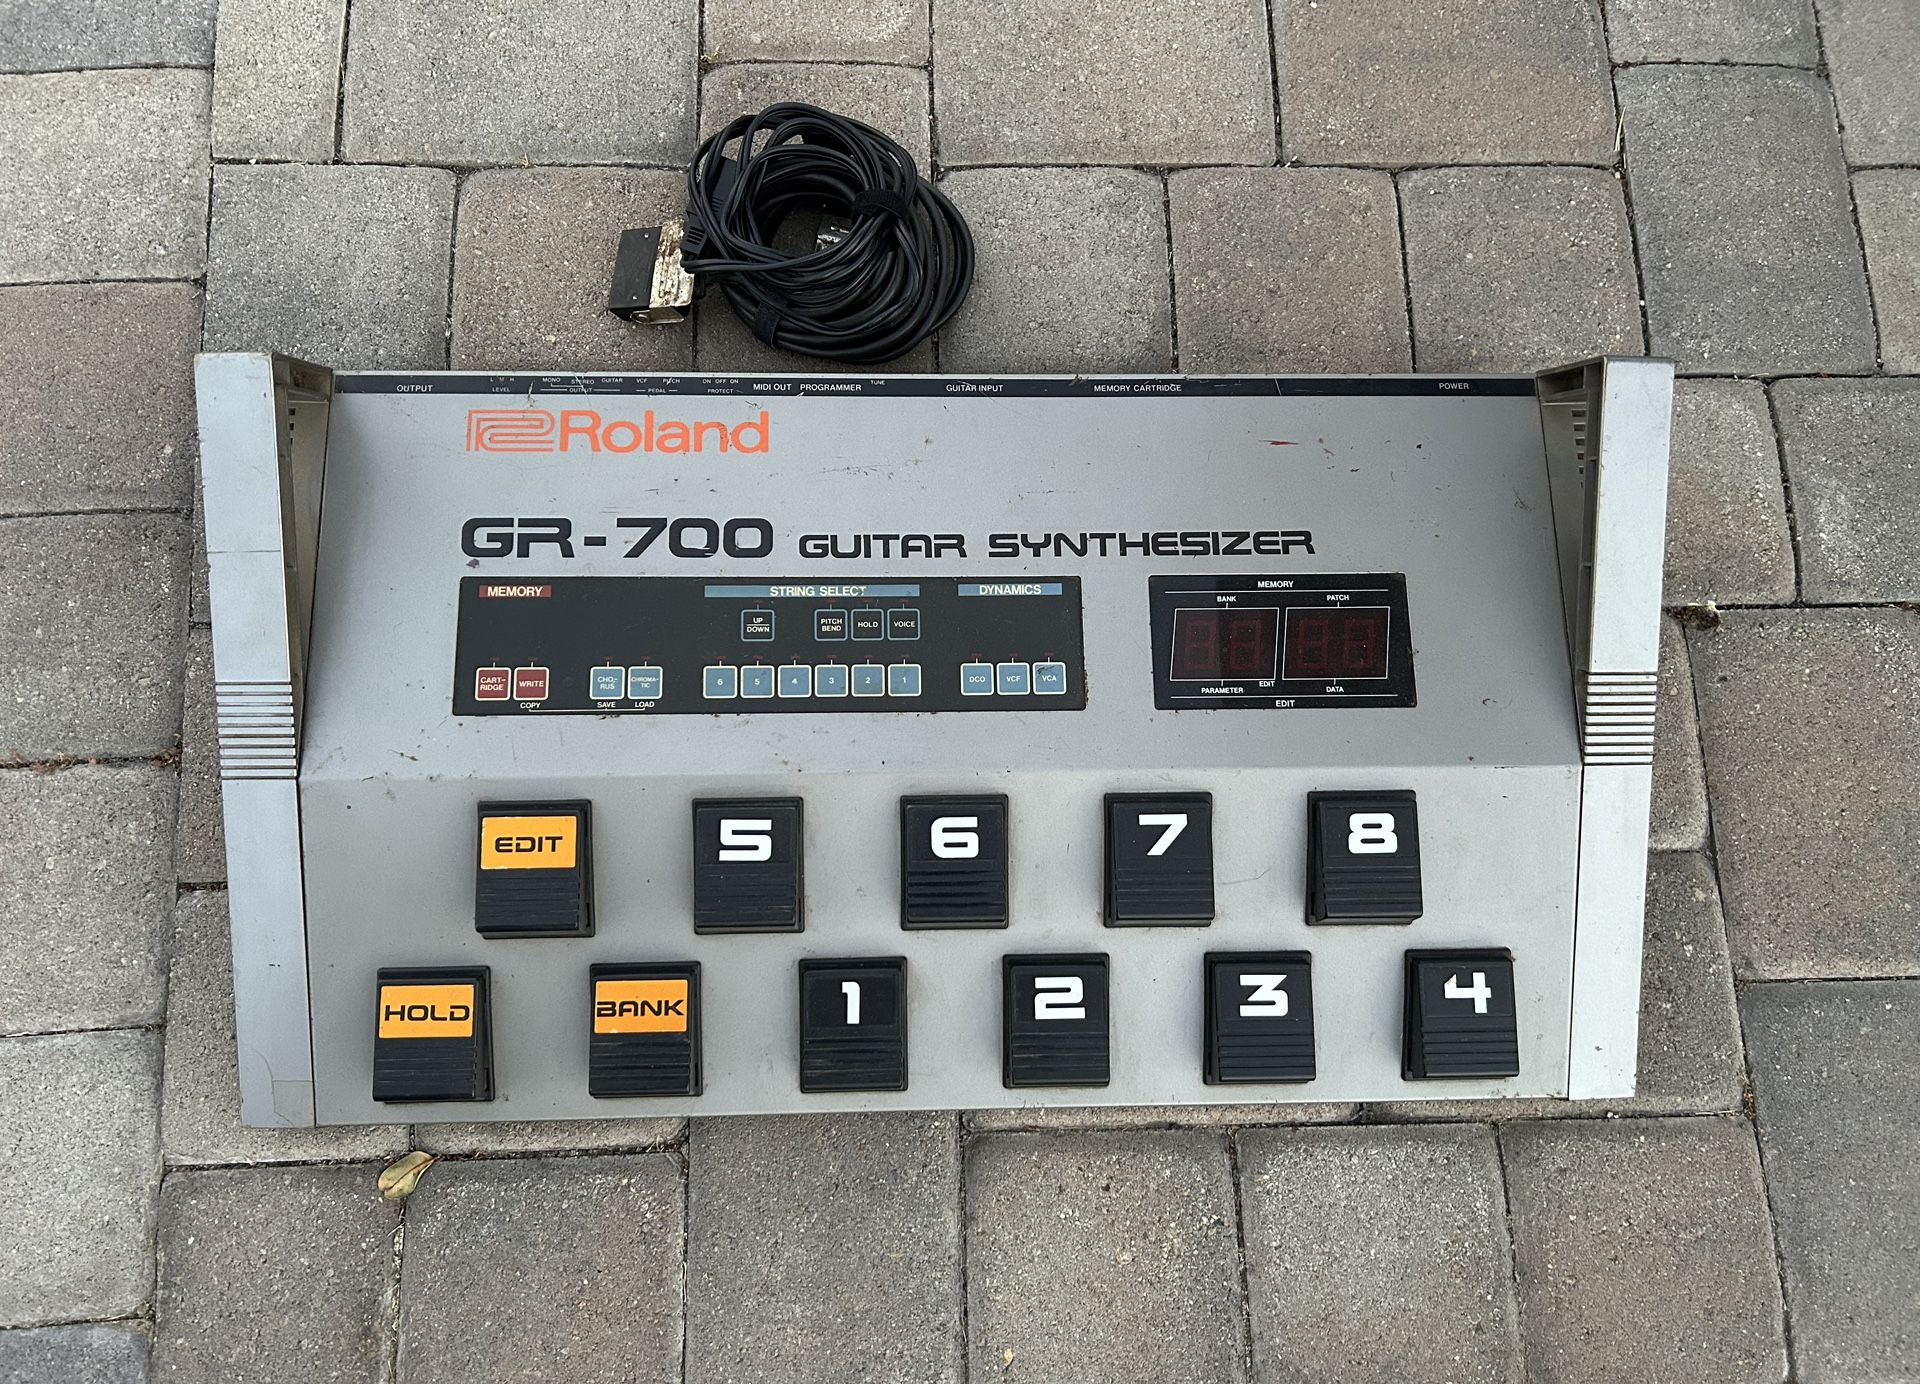 OUTPUT
L M H
LEVEL
MONO STEREO
OUTPUT
GUITAR VCF PITCH
PEDAL
ON OFF ON
PROTECT
MIDI OUT PROGRAMMER
TUNE
GUITAR INPUT
MEMORY CARTRIDGE
POWER
Roland
GR-700 GUITAR SYNTHESIZER
MEMORY
STRING SELECT
DYNAMICS
UP
DOWN
PITCH
BEND
HOLD
VOICE
CART-
RIDGE
WRITE
CHO-
RUS
CHROMA-
TIC
6 5 4 3 2 1
DCO VCF VCA
COPY
SAVE
LOAD
MEMORY
BANK
PATCH
EDIT
PARAMETER
DATA
EDIT
EDIT 5 6 7 8
HOLD BANK 1 2 3 4